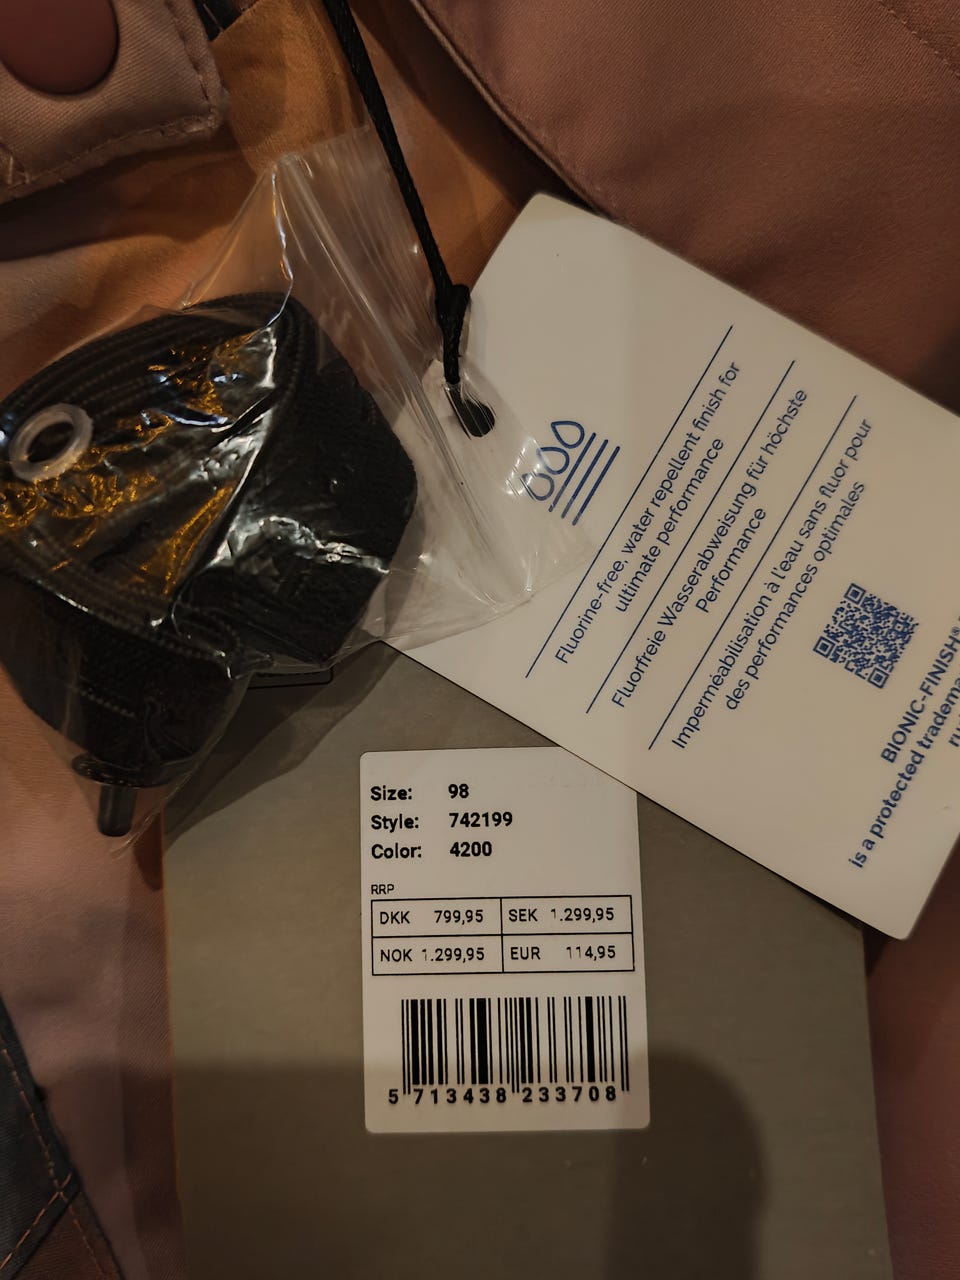 Fluorine-free, water repellent finish for
ultimate performance
Fluorfreie Wasserabweisung für höchste
Performance
Imperméabilisation à l'eau sans fluor pour
des performances optimales
BIONIC-FINISH®
is a protected
Size: 98
Style: 742199
Color: 4200
RRP
DKK 799,95 SEK 1.299,95
NOK 1.299,95 EUR 114,95
5 713438 233708